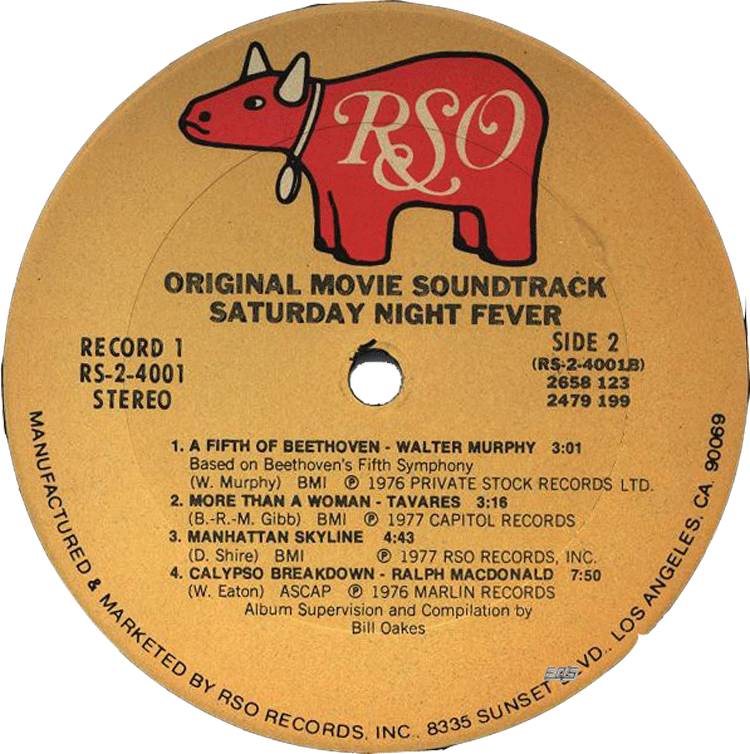 RSO
ORIGINAL MOVIE SOUNDTRACK
SATURDAY NIGHT FEVER
RECORD 1
RS-2-4001
STEREO
SIDE 2
(RS-2-4001B)
2658 123
2479 199
1. A FIFTH OF BEETHOVEN - WALTER MURPHY 3:01
Based on Beethoven's Fifth Symphony
(W. Murphy) BMI ℗ 1976 PRIVATE STOCK RECORDS LTD.
2. MORE THAN A WOMAN - TAVARES 3:16
(B.-R.-M. Gibb) BMI ℗ 1977 CAPITOL RECORDS
3. MANHATTAN SKYLINE 4:43
(D. Shire) BMI ℗ 1977 RSO RECORDS, INC.
4. CALYPSO BREAKDOWN - RALPH MACDONALD 7:50
(W. Eaton) ASCAP ℗ 1976 MARLIN RECORDS
Album Supervision and Compilation by
Bill Oakes
MANUFACTURED & MARKETED BY RSO RECORDS, INC., 8335 SUNSET VD., LOS ANGELES, CA. 90069